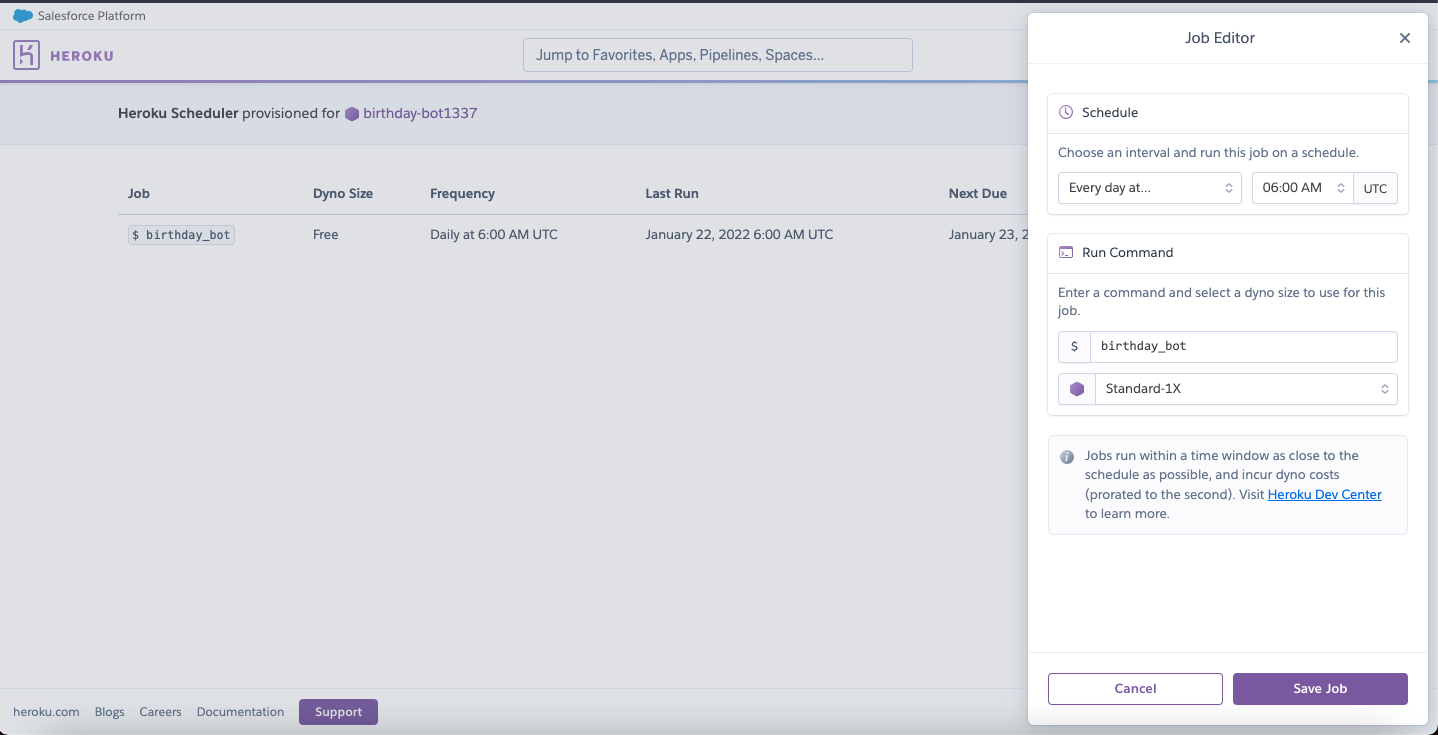 Salesforce Platform
HEROKU
Jump to Favorites, Apps, Pipelines, Spaces...
Heroku Scheduler provisioned for birthday-bot1337
Job Dyno Size Frequency Last Run Next Due
$ birthday_bot Free Daily at 6:00 AM UTC January 22, 2022 6:00 AM UTC January 23, 2
heroku.com Blogs Careers Documentation Support
Job Editor
Schedule
Choose an interval and run this job on a schedule.
Every day at... 06:00 AM UTC
Run Command
Enter a command and select a dyno size to use for this
job.
$ birthday_bot
Standard-1X
Jobs run within a time window as close to the
schedule as possible, and incur dyno costs
(prorated to the second). Visit Heroku Dev Center
to learn more.
Cancel Save Job